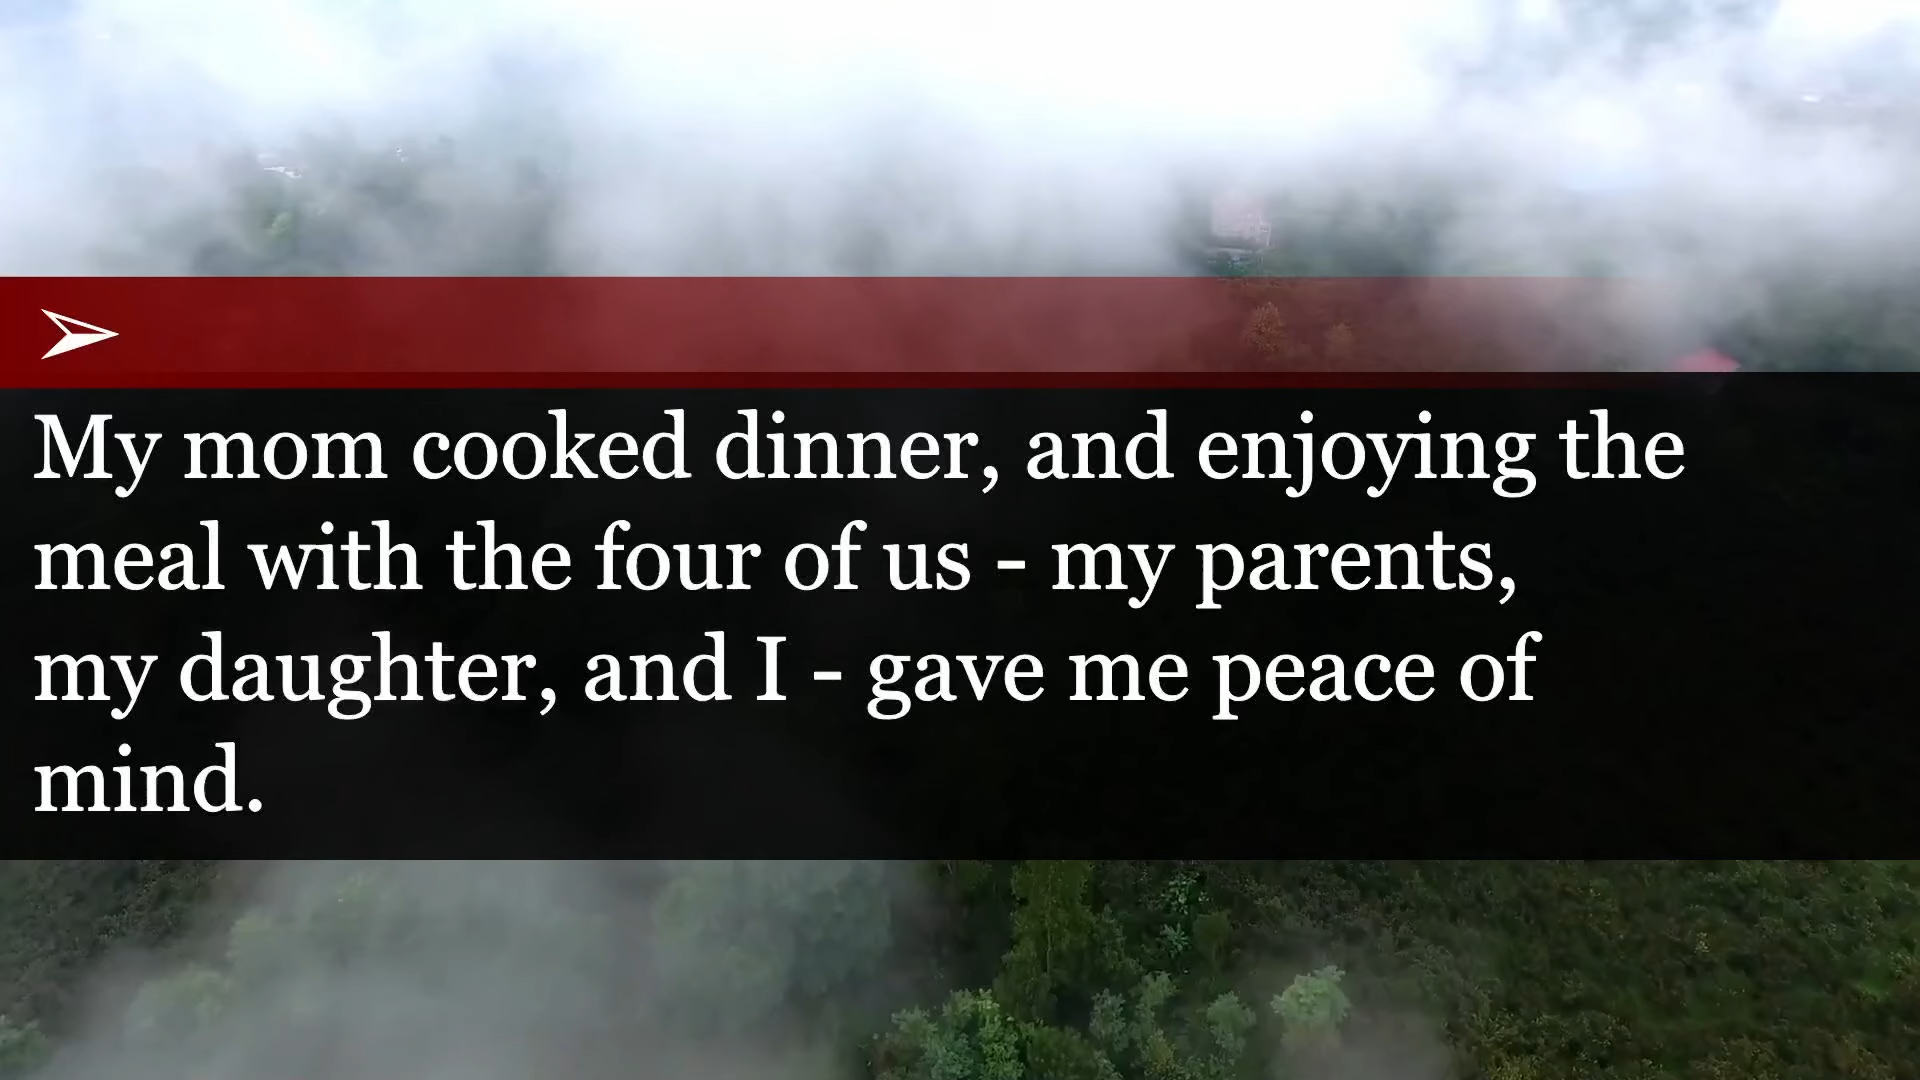 My mom cooked dinner, and enjoying the
meal with the four of us - my parents,
my daughter, and I - gave me peace of
mind.